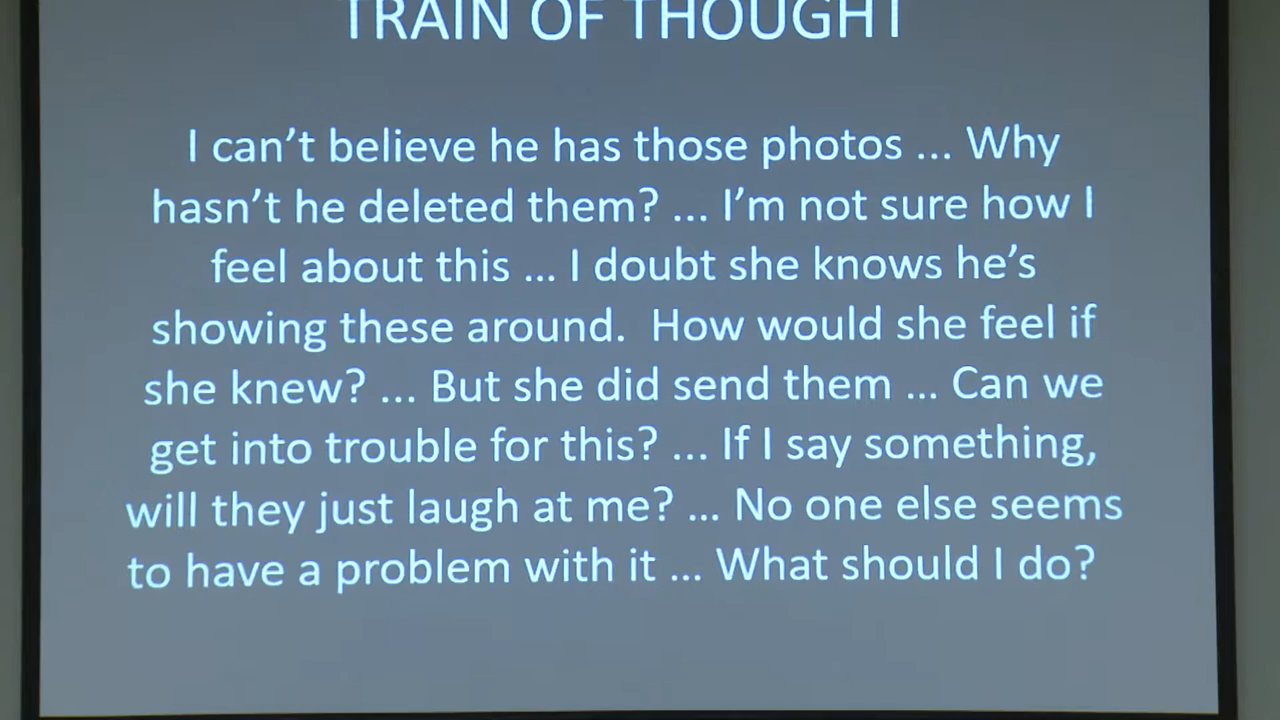 TRAIN OF THOUGHT
I can't believe he has those photos ... Why
hasn't he deleted them? ... I'm not sure how I
feel about this ... I doubt she knows he's
showing these around.  How would she feel if
she knew? ... But she did send them ... Can we
get into trouble for this? ... If I say something,
will they just laugh at me? ... No one else seems
to have a problem with it ... What should I do?